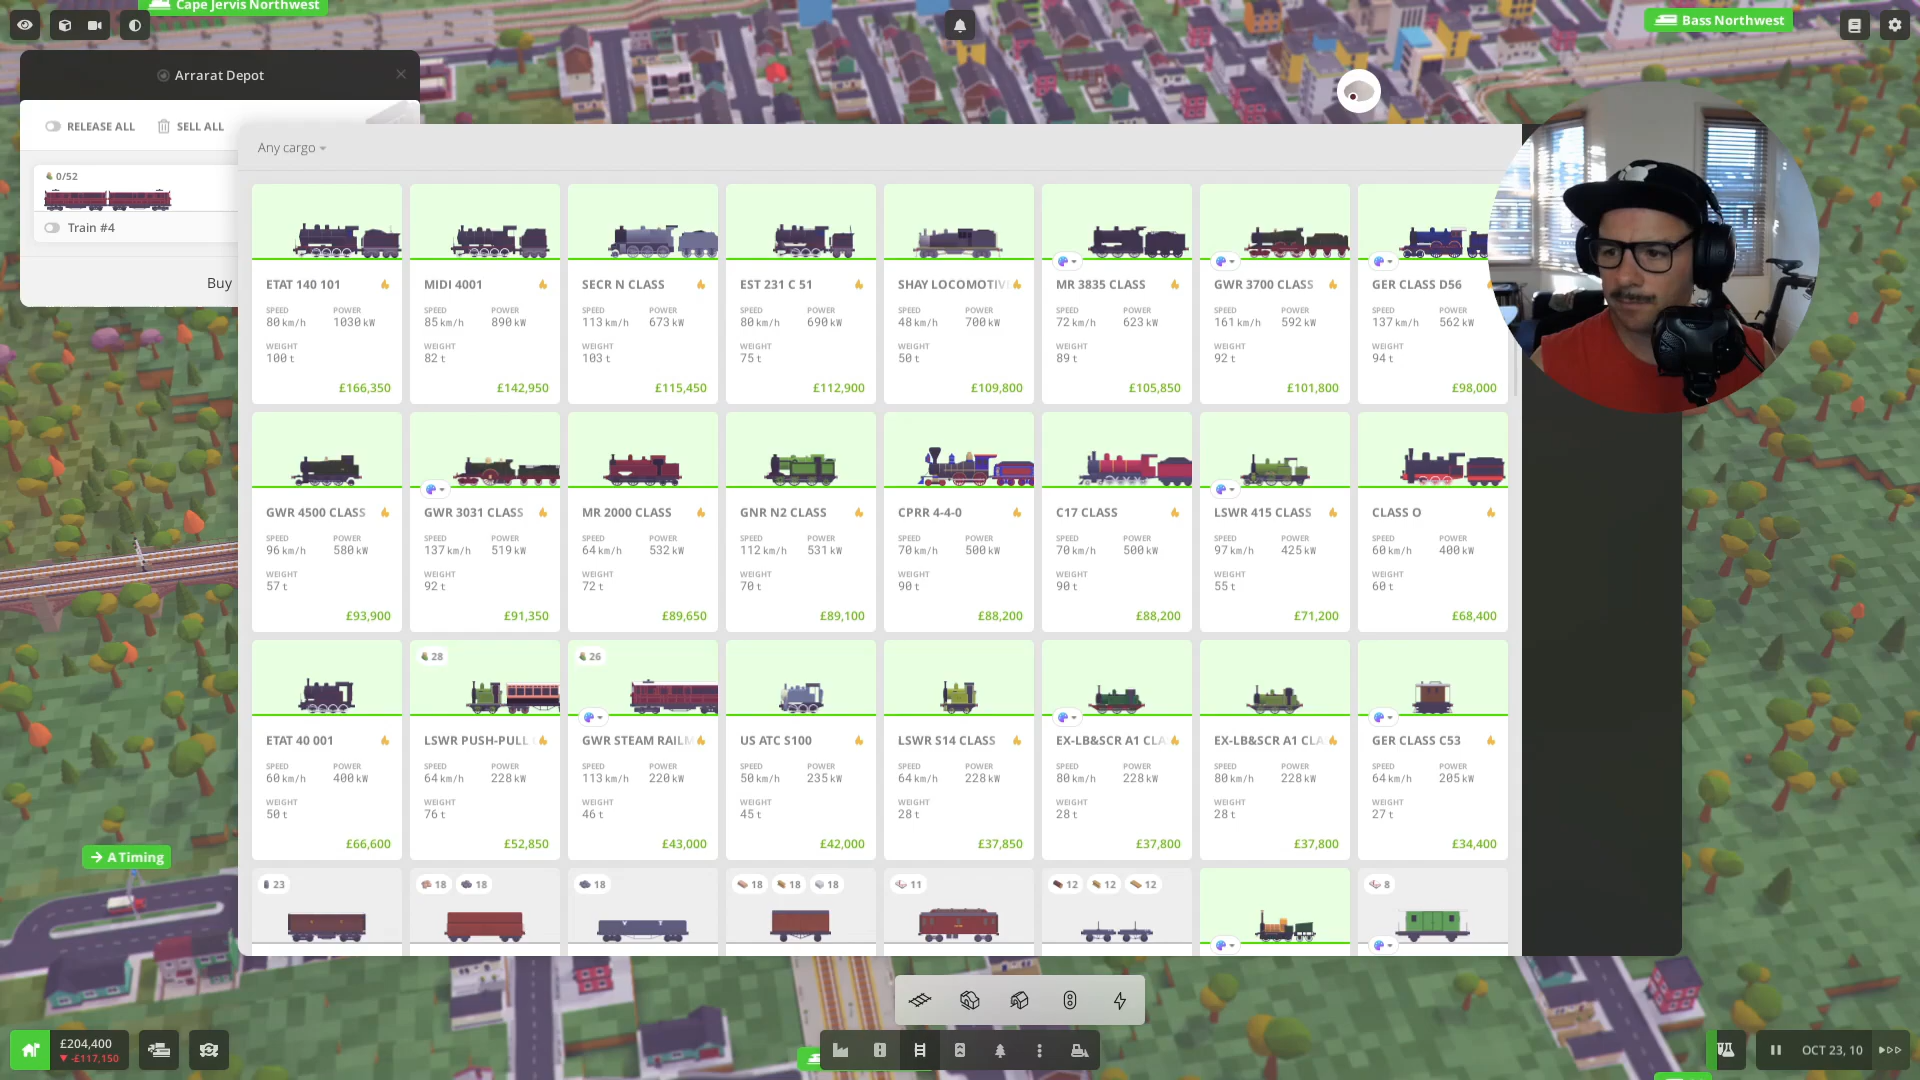 Cape Jervis Northwest
Bass Northwest
Arrarat Depot
RELEASE ALL
SELL ALL
0/52
Train #4
Buy
Any cargo
ETAT 140 101
SPEED POWER
80 km/h 1030 kW
WEIGHT
100 t
£166,350
MIDI 4001
SPEED POWER
85 km/h 890 kW
WEIGHT
82 t
£142,950
SECR N CLASS
SPEED POWER
113 km/h 673 kW
WEIGHT
103 t
£115,450
EST 231 C 51
SPEED POWER
80 km/h 690 kW
WEIGHT
75 t
£112,900
SHAY LOCOMOTIV
SPEED POWER
48 km/h 700 kW
WEIGHT
50 t
£109,800
MR 3835 CLASS
SPEED POWER
72 km/h 623 kW
WEIGHT
89 t
£105,850
GWR 3700 CLASS
SPEED POWER
161 km/h 592 kW
WEIGHT
92 t
£101,800
GER CLASS D56
SPEED POWER
137 km/h 562 kW
WEIGHT
94 t
£98,000
GWR 4500 CLASS
SPEED POWER
96 km/h 580 kW
WEIGHT
57 t
£93,900
GWR 3031 CLASS
SPEED POWER
137 km/h 519 kW
WEIGHT
92 t
£91,350
MR 2000 CLASS
SPEED POWER
64 km/h 532 kW
WEIGHT
72 t
£89,650
GNR N2 CLASS
SPEED POWER
112 km/h 531 kW
WEIGHT
70 t
£89,100
CPRR 4-4-0
SPEED POWER
70 km/h 500 kW
WEIGHT
90 t
£88,200
C17 CLASS
SPEED POWER
70 km/h 500 kW
WEIGHT
90 t
£88,200
LSWR 415 CLASS
SPEED POWER
97 km/h 425 kW
WEIGHT
55 t
£71,200
CLASS O
SPEED POWER
60 km/h 400 kW
WEIGHT
60 t
£68,400
ETAT 40 001
SPEED POWER
60 km/h 400 kW
WEIGHT
50 t
£66,600
28
LSWR PUSH-PULL
SPEED POWER
64 km/h 228 kW
WEIGHT
76 t
£52,850
26
GWR STEAM RAILM
SPEED POWER
113 km/h 220 kW
WEIGHT
46 t
£43,000
US ATC S100
SPEED POWER
50 km/h 235 kW
WEIGHT
45 t
£42,000
LSWR S14 CLASS
SPEED POWER
64 km/h 228 kW
WEIGHT
28 t
£37,850
EX-LB&SCR A1 CLA
SPEED POWER
80 km/h 228 kW
WEIGHT
28 t
£37,800
EX-LB&SCR A1 CLA
SPEED POWER
80 km/h 228 kW
WEIGHT
28 t
£37,800
GER CLASS C53
SPEED POWER
64 km/h 205 kW
WEIGHT
27 t
£34,400
23
18 18
18
18 18 18
11
12 12 12
8
A Timing
£204,400
-£117,150
OCT 23, 10